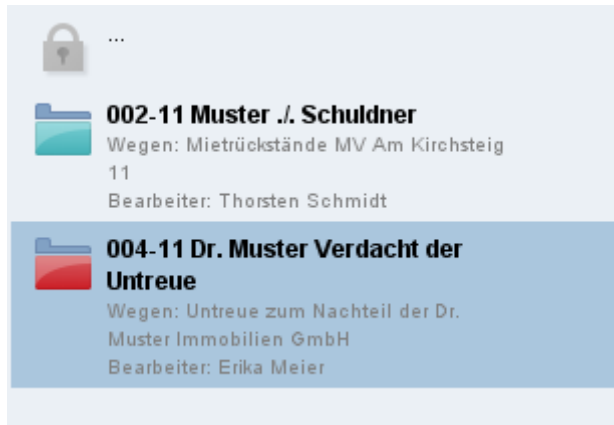 ...
002-11 Muster ./. Schuldner
Wegen: Mietrückstände MV Am Kirchsteig
11
Bearbeiter: Thorsten Schmidt
004-11 Dr. Muster Verdacht der
Untreue
Wegen: Untreue zum Nachteil der Dr.
Muster Immobilien GmbH
Bearbeiter: Erika Meier